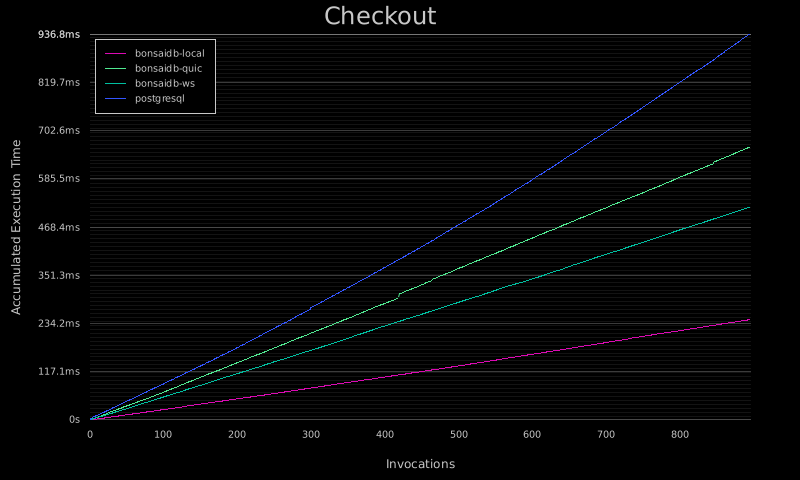 Checkout
936.8ms
bonsaidb-local
bonsaidb-quic
bonsaidb-ws
postgresql
819.7ms
702.6ms
585.5ms
468.4ms
351.3ms
234.2ms
117.1ms
0s
Accumulated Execution Time
0 100 200 300 400 500 600 700 800
Invocations